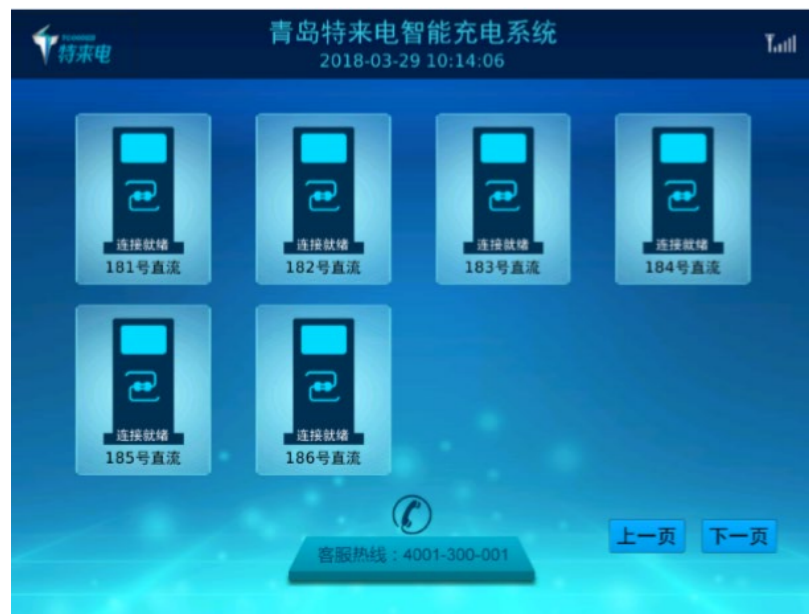 特来电
青岛特来电智能充电系统
2018-03-29 10:14:06
连接就绪
181号直流
连接就绪
182号直流
连接就绪
183号直流
连接就绪
184号直流
连接就绪
185号直流
连接就绪
186号直流
客服热线：4001-300-001
上一页
下一页